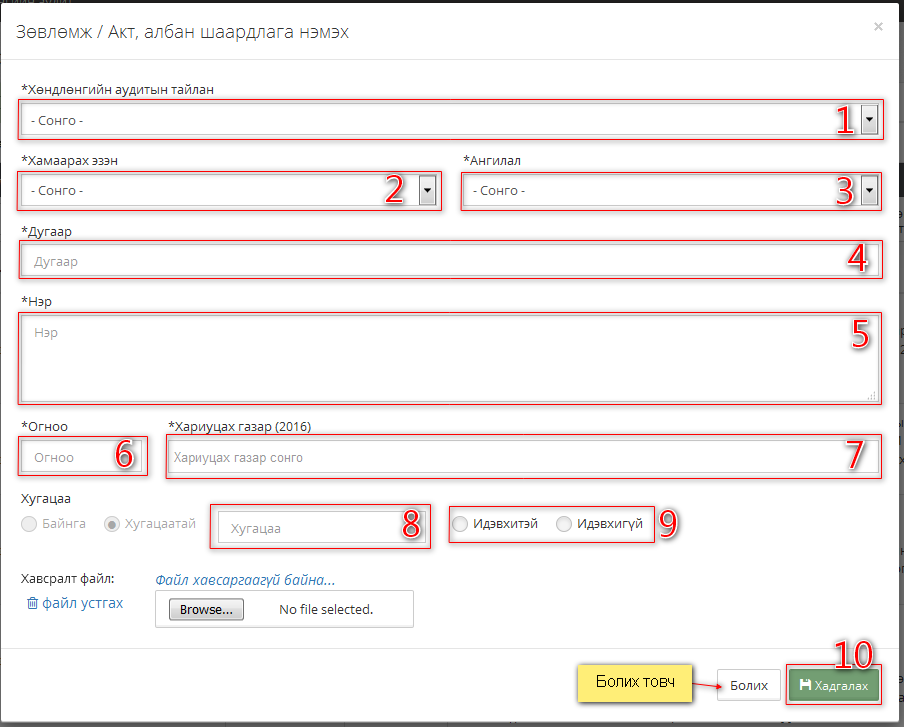 Зөвлөмж / Акт, албан шаардлага нэмэх ×
*Хөндлөнгийн аудитын тайлан
- Сонго - 1
*Хамаарах эзэн *Ангилал
- Сонго - 2 - Сонго - 3
*Дугаар
Дугаар 4
*Нэр
Нэр 5
*Огноо *Хариуцах газар (2016)
Огноо 6 Хариуцах газар сонго 7
Хугацаа
Байнга Хугацаатай Хугацаа 8 Идэвхитэй Идэвхигүй 9
Хавсралт файл: Файл хавсаргаагүй байна...
файл устгах Browse... No file selected.
10
Болих товч Болих Хадгалах